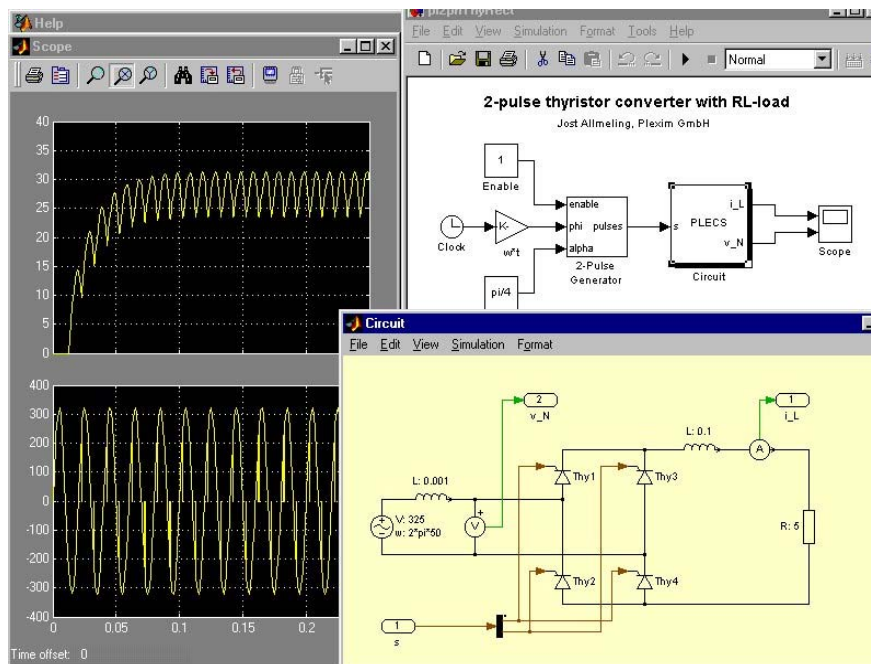 Help
Scope
40
35
30
25
20
15
10
5
0
400
300
200
100
0
-100
-200
-300
-400
0
0.05
0.1
0.15
0.2
Time offset: 0
File Edit View Simulation Format Tools Help
Normal
2-pulse thyristor converter with RL-load
Jost Allmeling, Plexim GmbH
1
Enable
Clock
K-
w*t
pi/4
enable
phi pulses
alpha
2-Pulse
Generator
s
PLECS
i_L
v_N
Circuit
Scope
Circuit
File Edit View Simulation Format
2
v_N
1
i_L
L: 0.1
A
L: 0.001
Thy1
Thy3
V: 325
w: 2*pi*50
V
R: 5
Thy2
Thy4
1
s